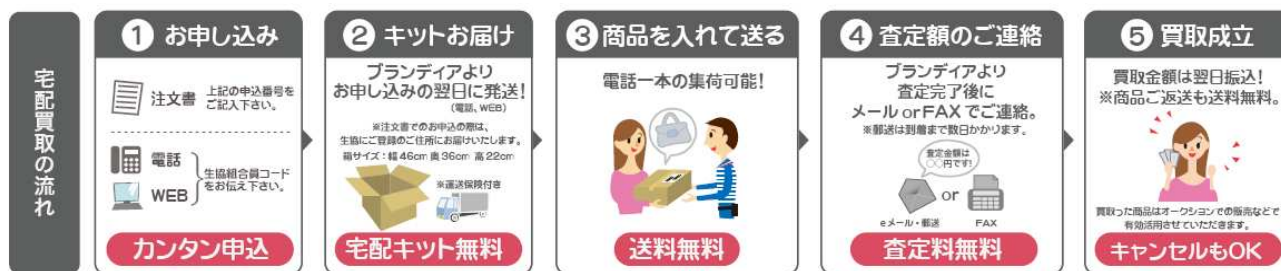 宅配買取の流れ
① お申し込み
注文書 上記の申込番号を
ご記入下さい。
電話
WEB
生協組合員コード
をお伝え下さい。
カンタン申込
② キットお届け
ブランディアより
お申し込みの翌日に発送!
(電話、WEB)
※注文書でのお申込の際は、
生協にご登録のご住所にお届けいたします。
箱サイズ:幅46cm 奥36cm 高22cm
※運送保険付き
宅配キット無料
③ 商品を入れて送る
電話一本の集荷可能!
送料無料
④ 査定額のご連絡
ブランディアより
査定完了後に
メール or FAX でご連絡。
※郵送は到着まで数日かかります。
査定金額は
○○円です!
or
eメール・郵送 FAX
査定料無料
⑤ 買取成立
買取金額は翌日振込!
※商品ご返送も送料無料。
買取った商品はオークションでの販売などで
有効活用させていただきます。
キャンセルもOK